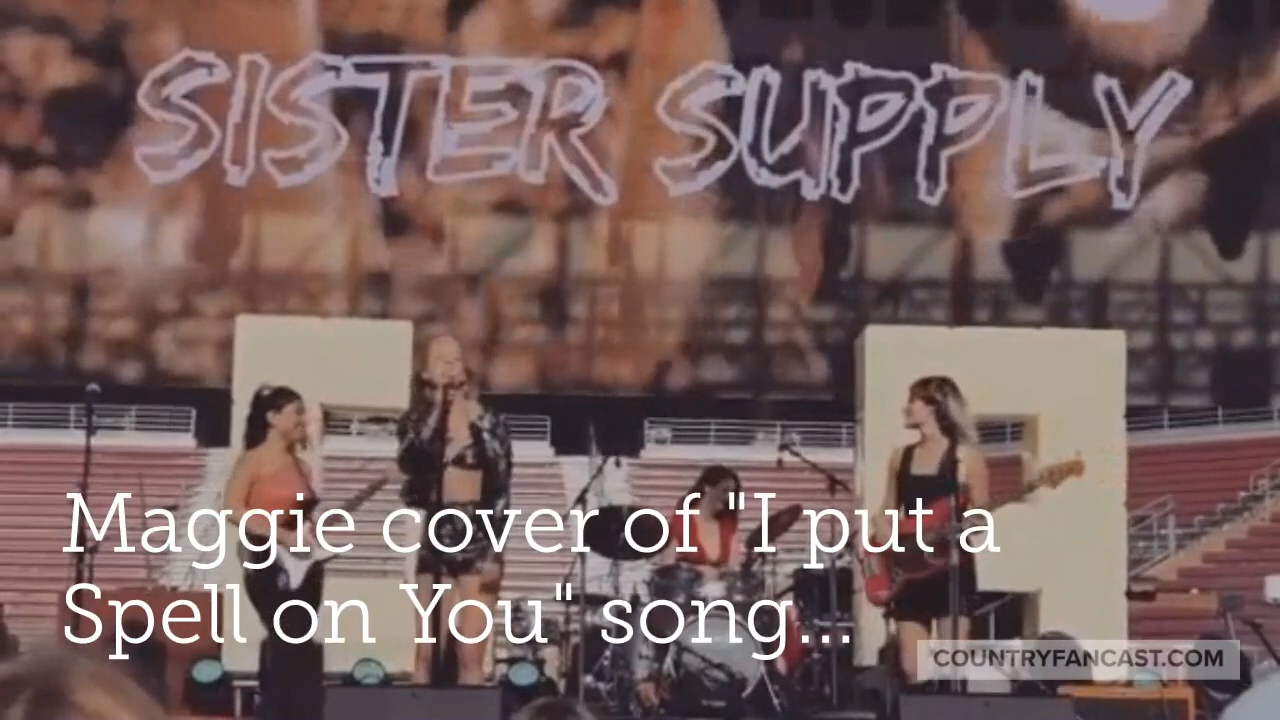 SISTER SUPPLY
Maggie cover of "I put a
Spell on You" song...
COUNTRYFANCAST.COM